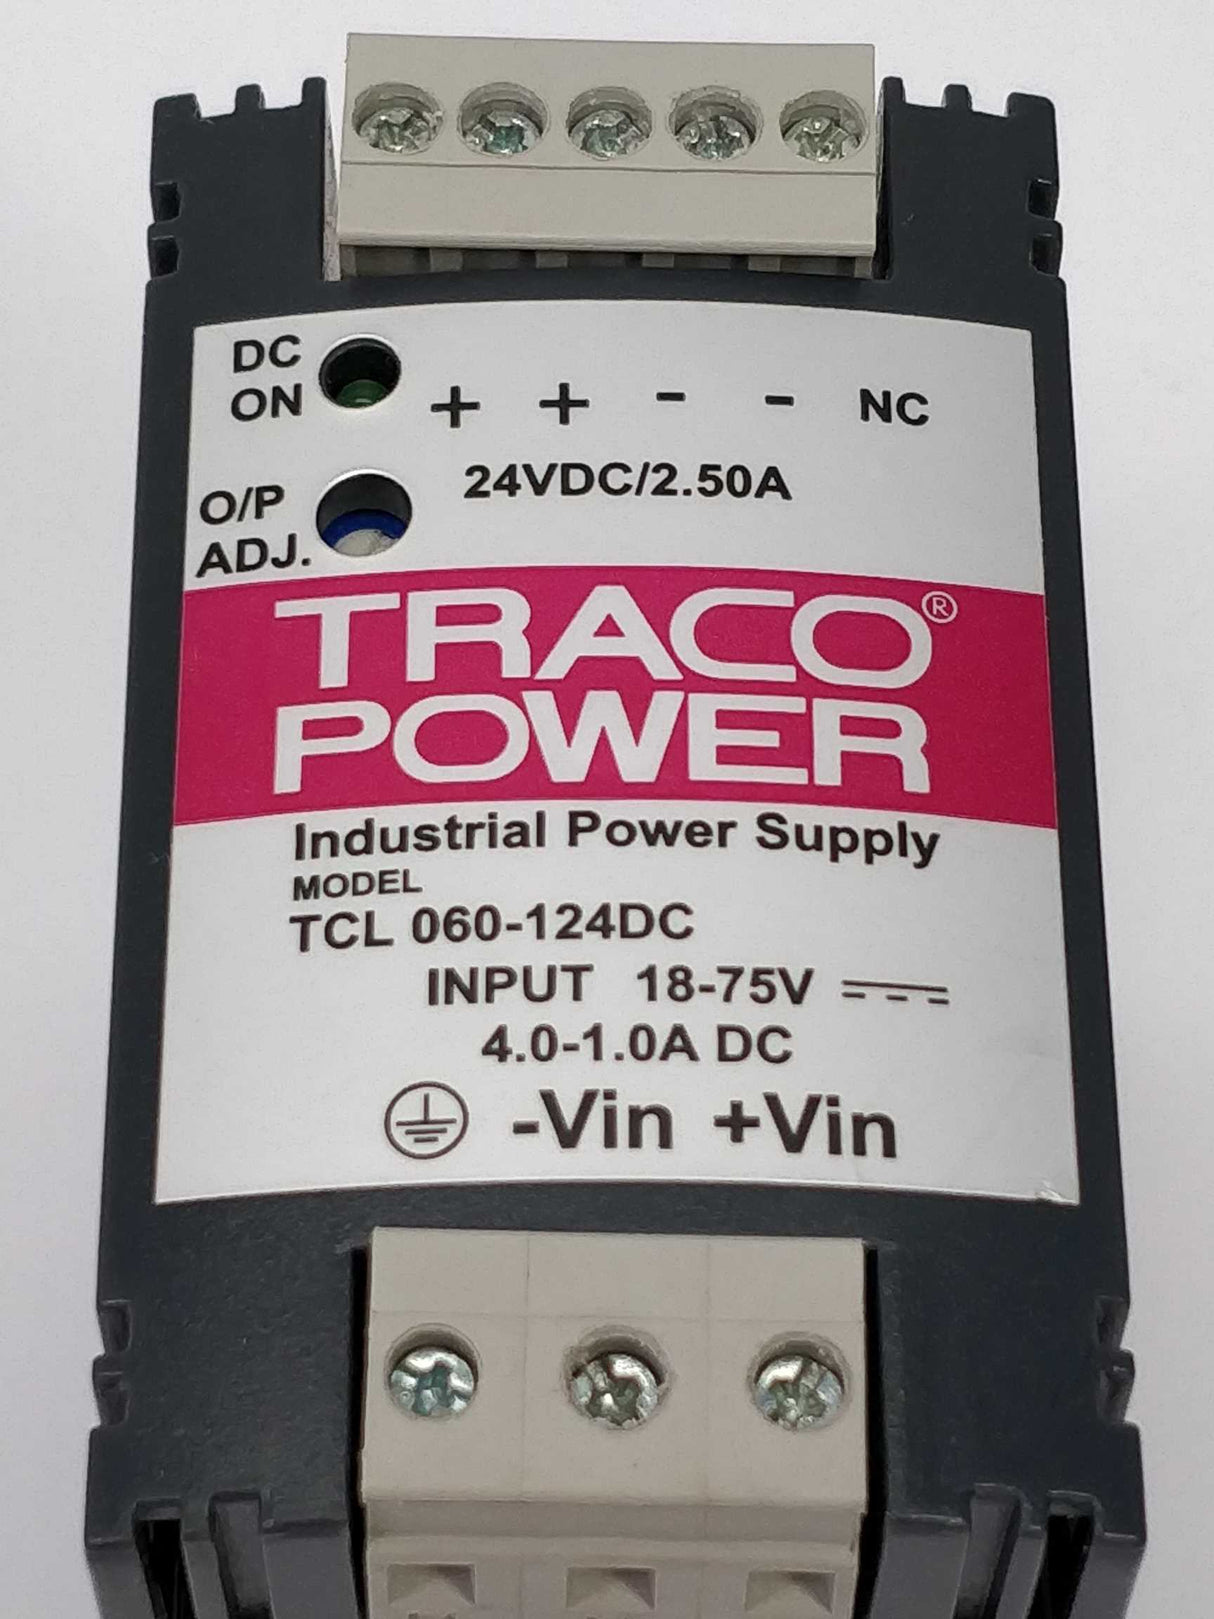 DC
ON
+ + - - NC
24VDC/2.50A
O/P
ADJ.
TRACO®
POWER
Industrial Power Supply
MODEL
TCL 060-124DC
INPUT 18-75V
4.0-1.0A DC
-Vin +Vin